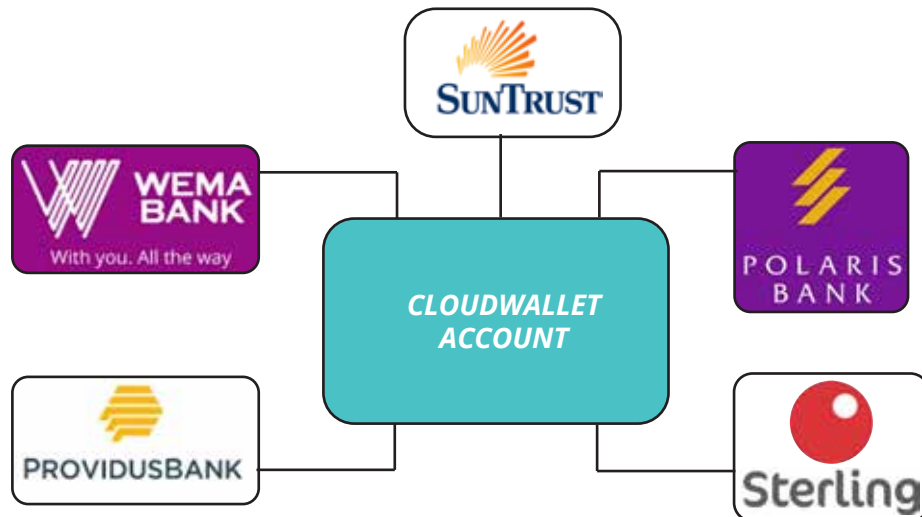 SUNTRUST
WEMA
BANK
With you. All the way
POLARIS
BANK
CLOUDWALLET
ACCOUNT
PROVIDUSBANK
Sterling